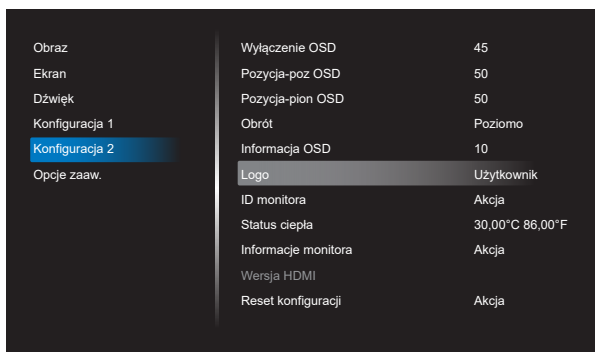 Obraz
Ekran
Dźwięk
Konfiguracja 1
Konfiguracja 2
Opcje zaaw.
Wyłączenie OSD 45
Pozycja-poz OSD 50
Pozycja-pion OSD 50
Obrót Poziomo
Informacja OSD 10
Logo Użytkownik
ID monitora Akcja
Status ciepła 30,00°C 86,00°F
Informacje monitora Akcja
Wersja HDMI
Reset konfiguracji Akcja